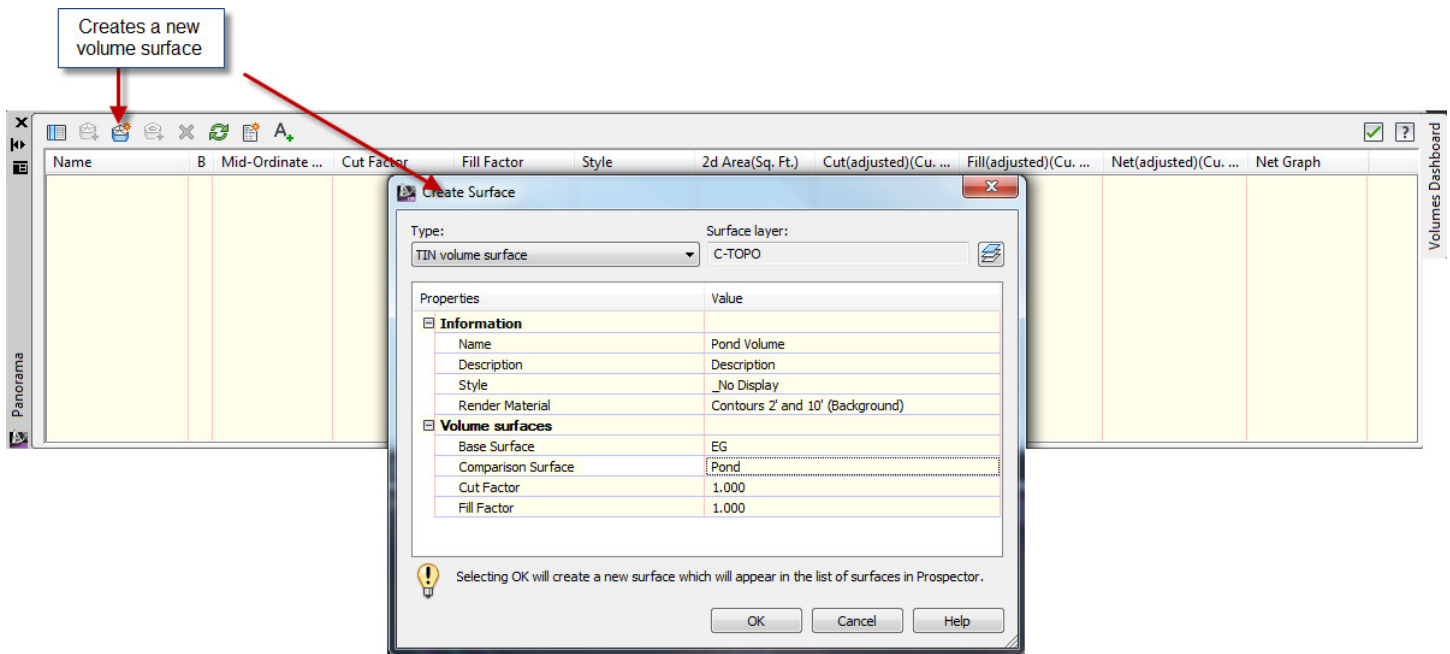 Creates a new
volume surface
A+
?
Name B Mid-Ordinate ... Cut Factor Fill Factor Style 2d Area(Sq. Ft.) Cut(adjusted)(Cu. ... Fill(adjusted)(Cu. ... Net(adjusted)(Cu. ... Net Graph
Volumes Dashboard
Panorama
Create Surface
Type: Surface layer:
TIN volume surface C-TOPO
Properties Value
Information
Name Pond Volume
Description Description
Style _No Display
Render Material Contours 2' and 10' (Background)
Volume surfaces
Base Surface EG
Comparison Surface Pond
Cut Factor 1.000
Fill Factor 1.000
Selecting OK will create a new surface which will appear in the list of surfaces in Prospector.
OK Cancel Help